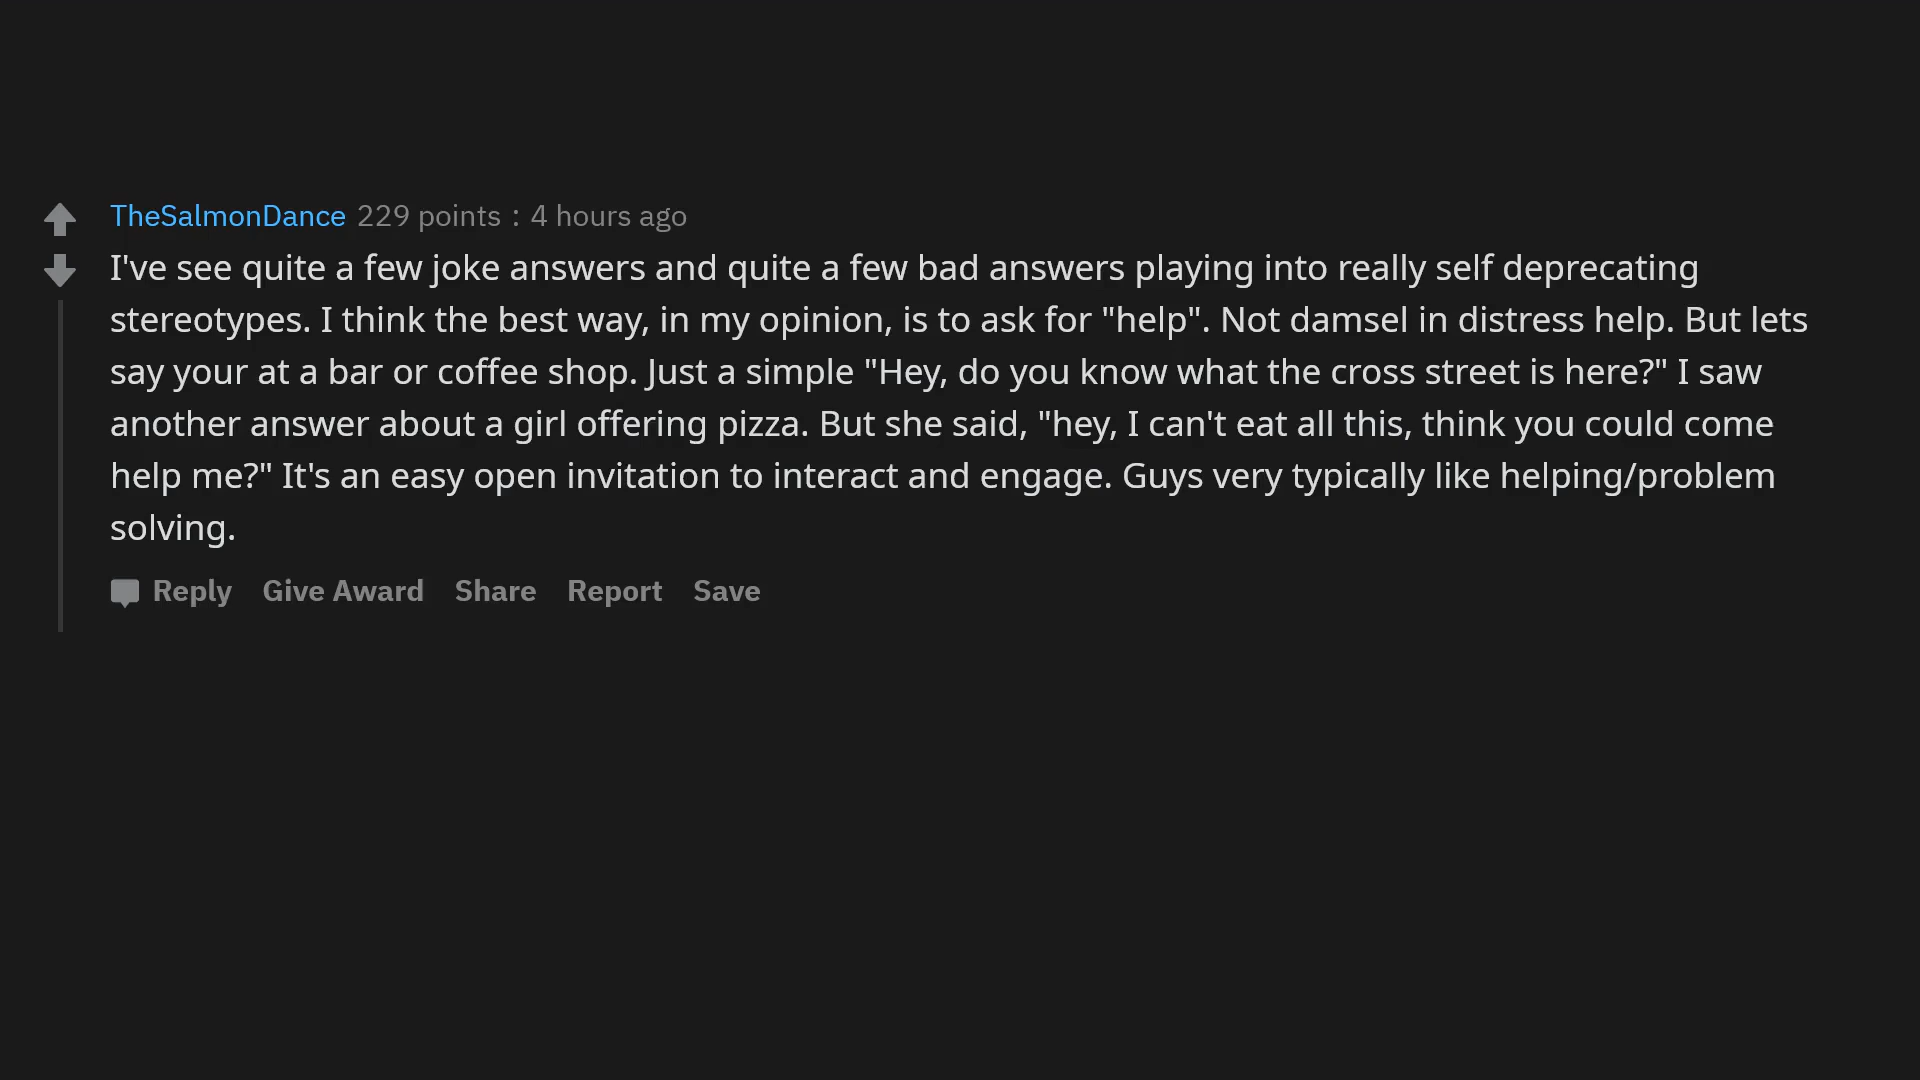 TheSalmonDance 229 points : 4 hours ago
I've see quite a few joke answers and quite a few bad answers playing into really self deprecating
stereotypes. I think the best way, in my opinion, is to ask for "help". Not damsel in distress help. But lets
say your at a bar or coffee shop. Just a simple "Hey, do you know what the cross street is here?" I saw
another answer about a girl offering pizza. But she said, "hey, I can't eat all this, think you could come
help me?" It's an easy open invitation to interact and engage. Guys very typically like helping/problem
solving.
Reply Give Award Share Report Save